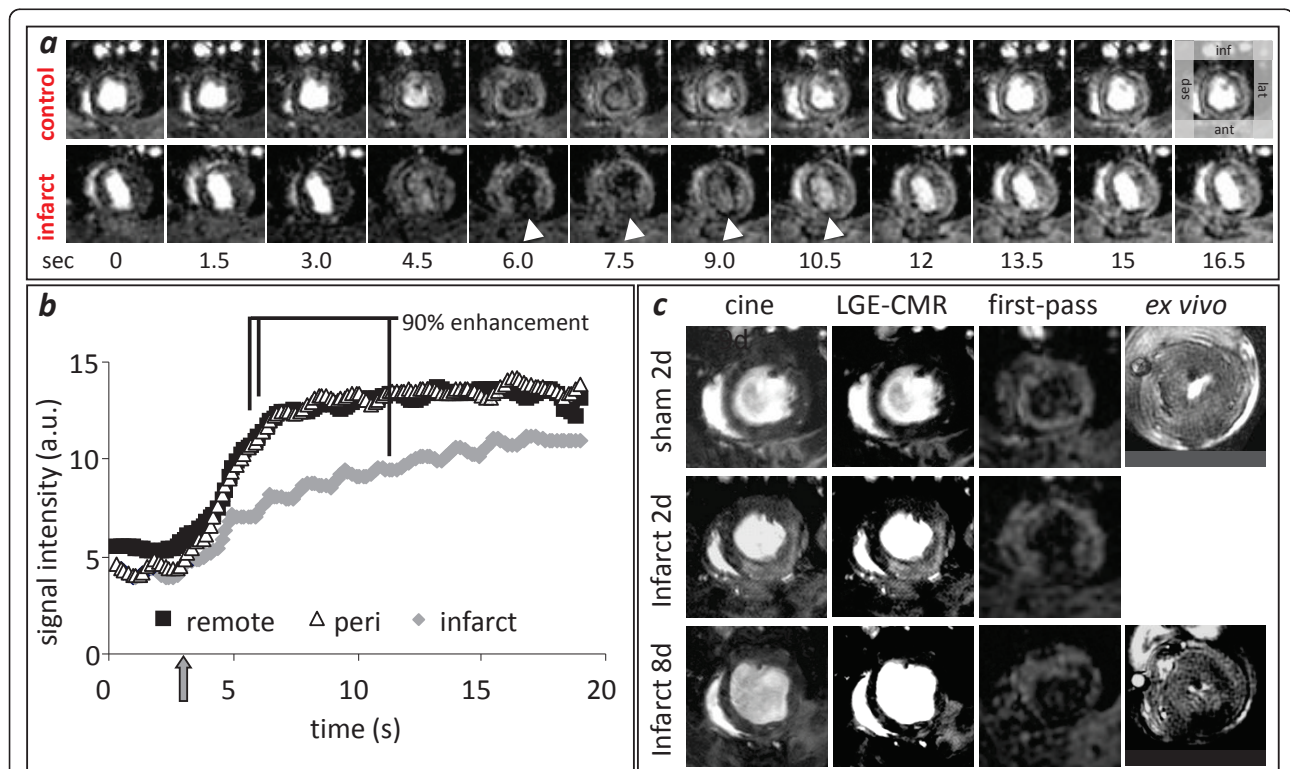 a
control
inf
sep
lat
ant
infarct
sec 0 1.5 3.0 4.5 6.0 7.5 9.0 10.5 12 13.5 15 16.5
b
90% enhancement
15
10
5
0
signal intensity (a.u.)
remote peri infarct
0 5 10 15 20
time (s)
c
cine LGE-CMR first-pass ex vivo
sham 2d
Infarct 2d
Infarct 8d